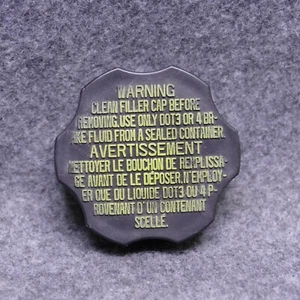 WARNING
CLEAN FILLER CAP BEFORE
REMOVING.USE ONLY DOT3 OR 4 BR-
AKE FLUID FROM A SEALED CONTAINER.
AVERTISSEMENT
NETTOYER LE BOUCHON DE REMPLISSA-
GE AVANT DE LE DÉPOSER.N'EMPLOY-
ER QUE DU LIQUIDE DOT3 OU 4 P-
ROVENANT D'UN CONTENANT
SCELLÉ.